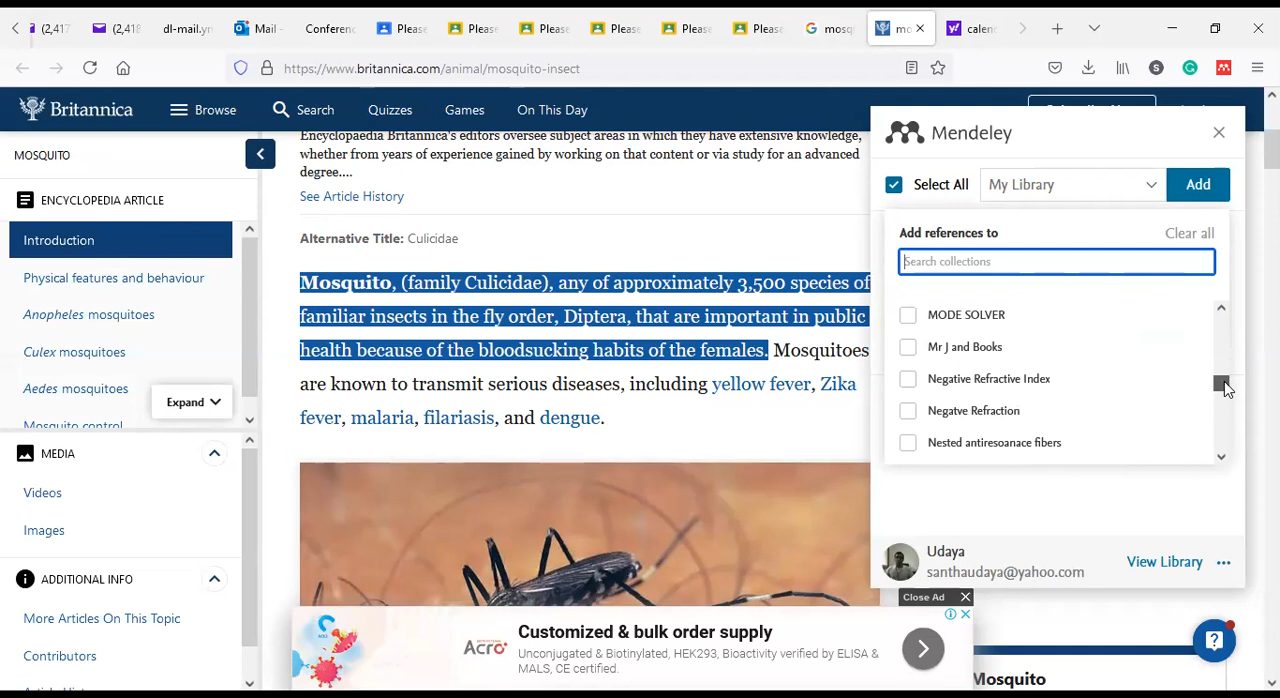 (2,417
(2,418
dl-mail.yn
Mail -
Conferenc
Please
Please
Please
Please
Please
Please
mosq
mo
calen
https://www.britannica.com/animal/mosquito-insect
S
Britannica
Browse
Search
Quizzes
Games
On This Day
MOSQUITO
ENCYCLOPEDIA ARTICLE
Introduction
Physical features and behaviour
Anopheles mosquitoes
Culex mosquitoes
Aedes mosquitoes
Mosquito control
Expand
MEDIA
Videos
Images
ADDITIONAL INFO
More Articles On This Topic
Contributors
Encyclopaedia Britannica's editors oversee subject areas in which they have extensive knowledge,
whether from years of experience gained by working on that content or via study for an advanced
degree....
See Article History
Alternative Title: Culicidae
Mosquito, (family Culicidae), any of approximately 3,500 species of
familiar insects in the fly order, Diptera, that are important in public
health because of the bloodsucking habits of the females. Mosquitoes
are known to transmit serious diseases, including yellow fever, Zika
fever, malaria, filariasis, and dengue.
Mendeley
Select All
My Library
Add
Add references to
Clear all
Search collections
MODE SOLVER
Mr J and Books
Negative Refractive Index
Negatve Refraction
Nested antiresoanace fibers
Udaya
santhaudaya@yahoo.com
View Library
Close Ad
ACRO
Customized & bulk order supply
Unconjugated & Biotinylated, HEK293, Bioactivity verified by ELISA &
MALS, CE certified.
Mosquito